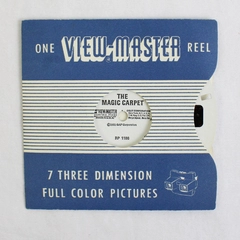 ONE VIEW-MASTER REEL
THE
MAGIC CARPET
7 THREE DIMENSION
FULL COLOR PICTURES